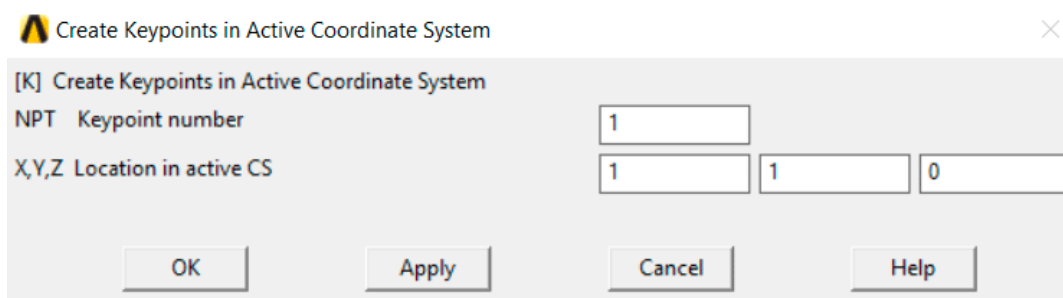 Create Keypoints in Active Coordinate System
[K] Create Keypoints in Active Coordinate System
NPT Keypoint number 1
X,Y,Z Location in active CS 1 1 0
OK Apply Cancel Help